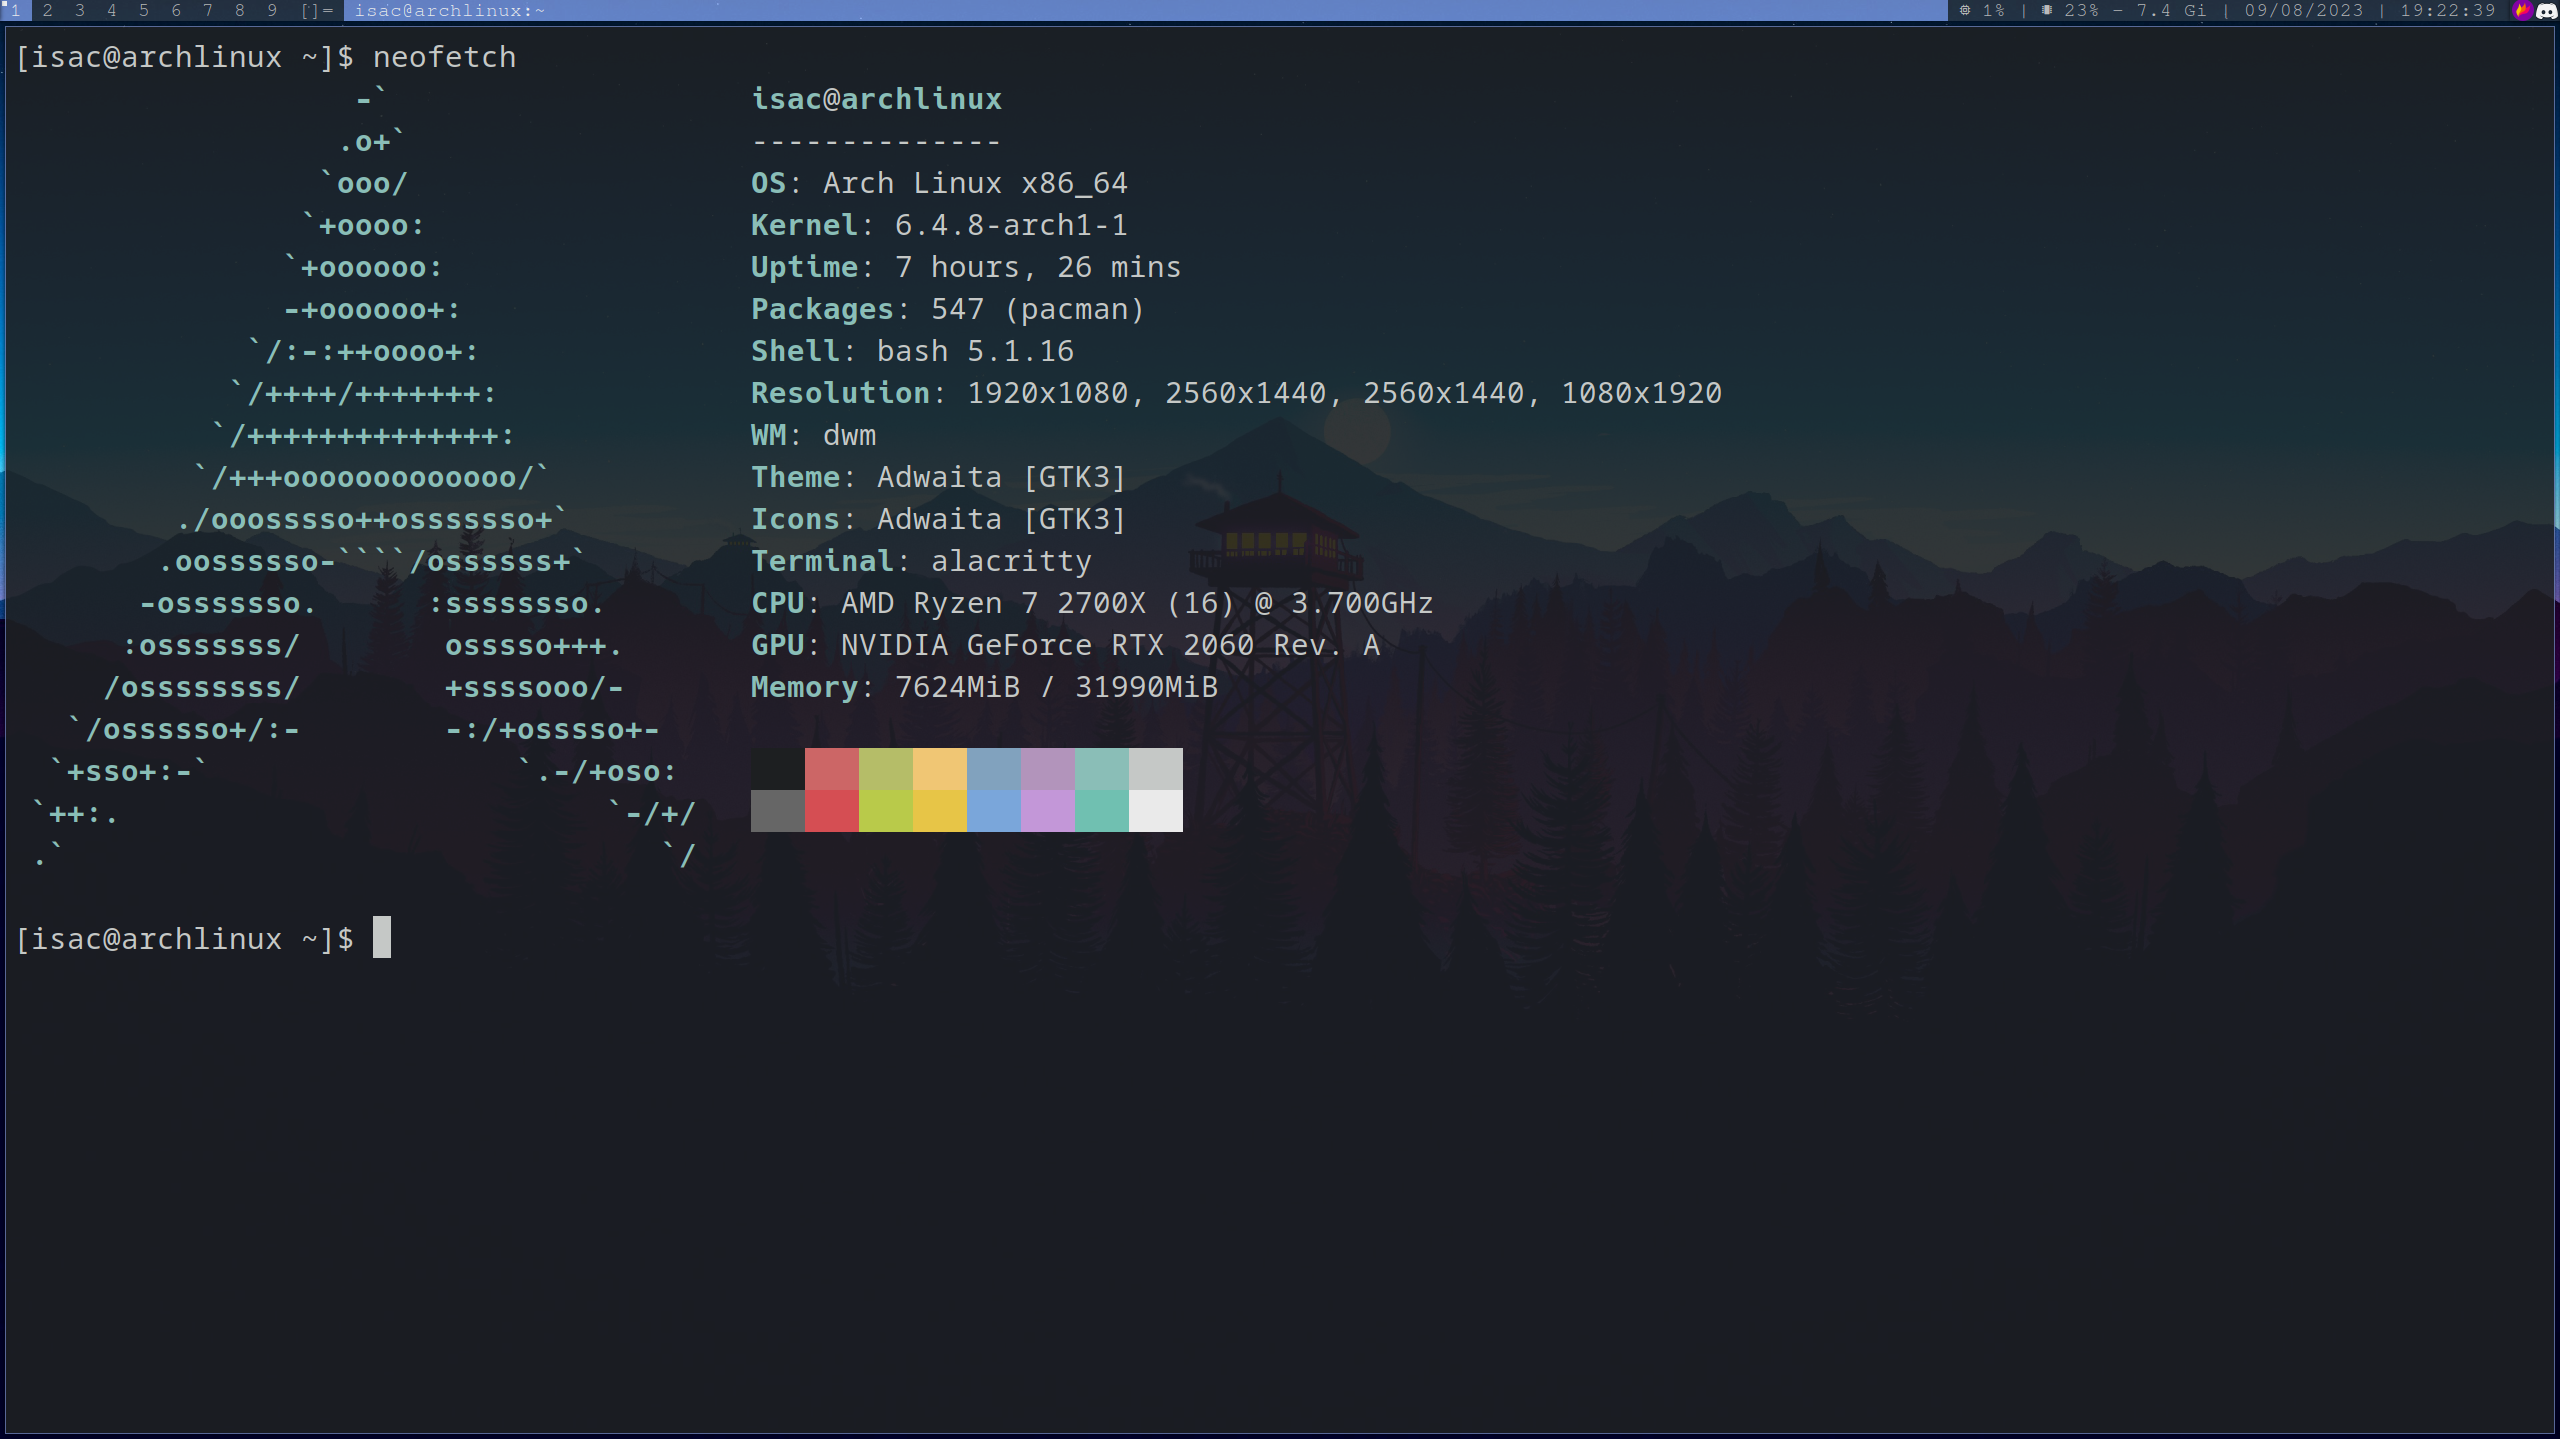 1 2 3 4 5 6 7 8 9 []= isac@archlinux:~ 1% | 23% - 7.4 Gi | 09/08/2023 | 19:22:39
[isac@archlinux ~]$ neofetch
-` isac@archlinux
.o+` --------------
`ooo/ OS: Arch Linux x86_64
`+oooo: Kernel: 6.4.8-arch1-1
`+oooooo: Uptime: 7 hours, 26 mins
-+oooooo+: Packages: 547 (pacman)
`/:-:++oooo+: Shell: bash 5.1.16
`/++++/+++++++: Resolution: 1920x1080, 2560x1440, 2560x1440, 1080x1920
`/++++++++++++++: WM: dwm
`/+++ooooooooooooo/` Theme: Adwaita [GTK3]
./ooosssso++osssssso+` Icons: Adwaita [GTK3]
.oossssso-````/ossssss+` Terminal: alacritty
-osssssso. :ssssssso. CPU: AMD Ryzen 7 2700X (16) @ 3.700GHz
:osssssss/ osssso+++. GPU: NVIDIA GeForce RTX 2060 Rev. A
/ossssssss/ +ssssooo/- Memory: 7624MiB / 31990MiB
`/ossssso+/:- -:/+osssso+-
`+sso+:-` `.-/+oso:
`++:. `-/+/
.` `/
[isac@archlinux ~]$